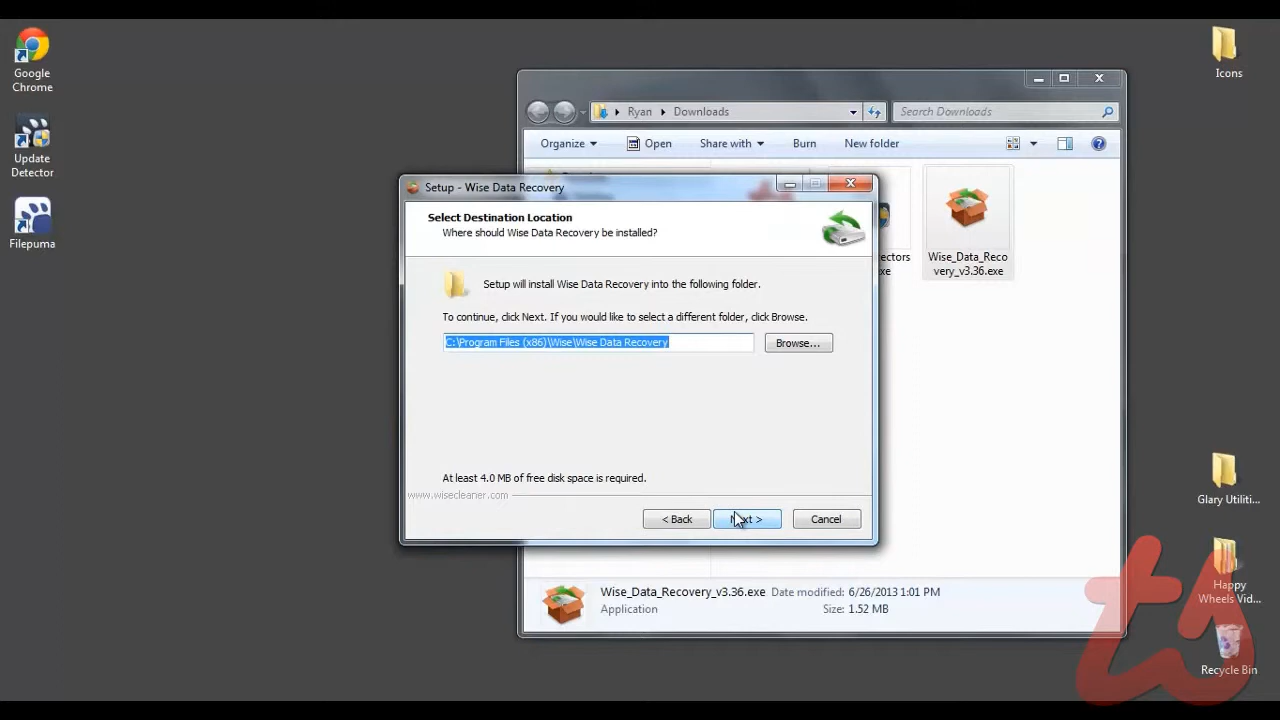 Google
Chrome
Update
Detector
Filepuma
Icons
Ryan
Downloads
Search Downloads
Organize
Open
Share with
Burn
New folder
Setup - Wise Data Recovery
Select Destination Location
Where should Wise Data Recovery be installed?
Setup will install Wise Data Recovery into the following folder.
To continue, click Next. If you would like to select a different folder, click Browse.
C:\Program Files (x86)\Wise\Wise Data Recovery
Browse...
At least 4.0 MB of free disk space is required.
www.wisecleaner.com
< Back
Next >
Cancel
ectors
xe
Wise_Data_Reco
very_v3.36.exe
Wise_Data_Recovery_v3.36.exe Date modified: 6/26/2013 1:01 PM
Application Size: 1.52 MB
Glary Utiliti...
Happy
Wheels Vid...
Recycle Bin